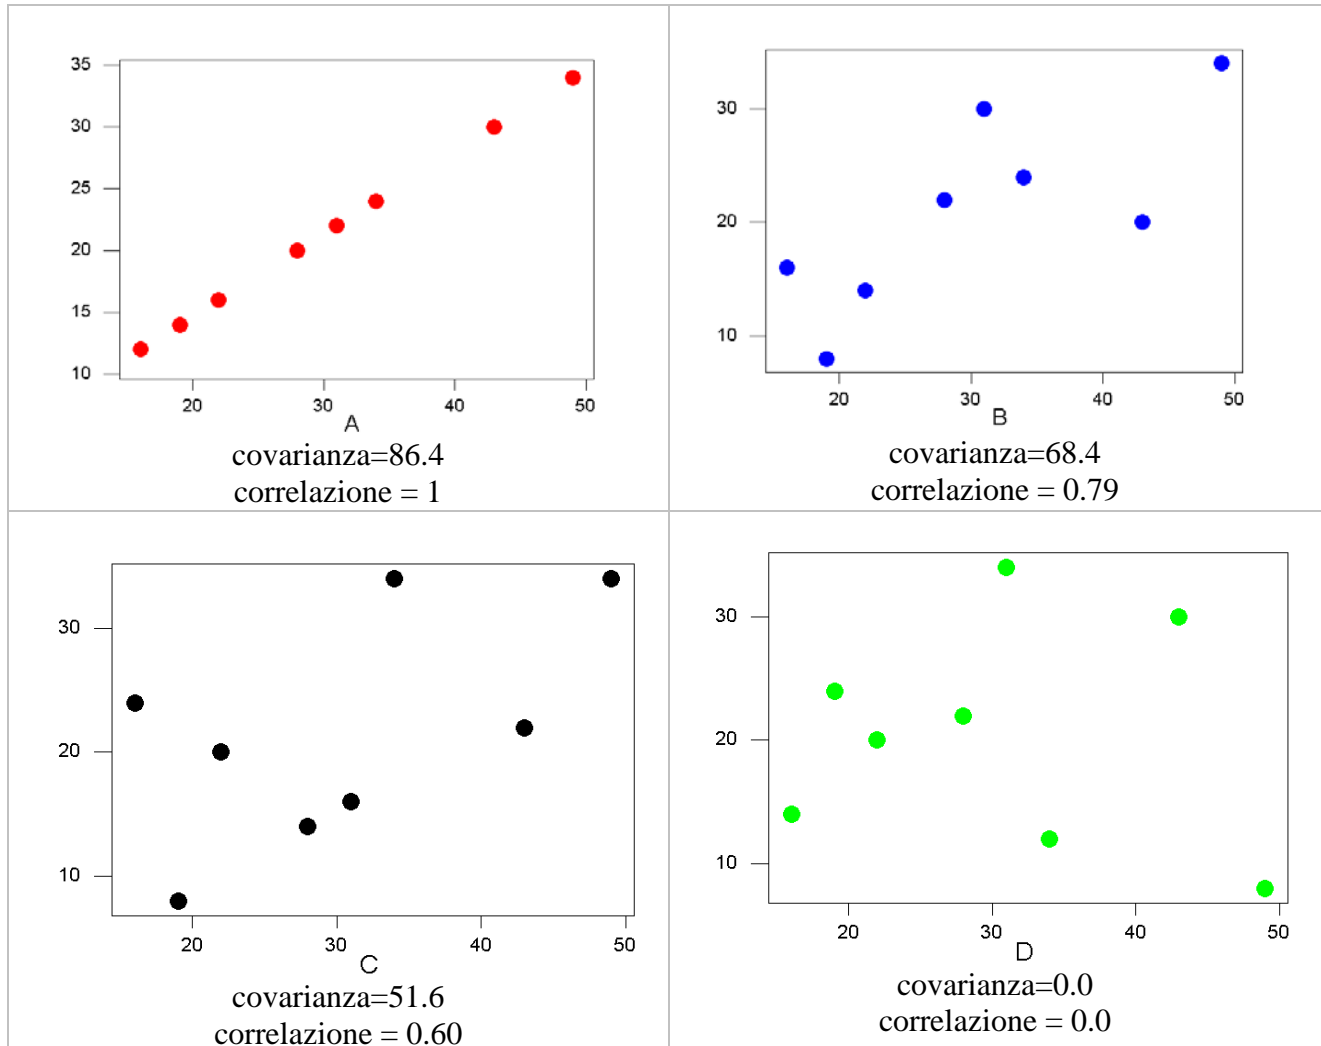 35
30
25
20
15
10
20 30 40 50
A
covarianza=86.4
correlazione = 1
30
20
10
20 30 40 50
B
covarianza=68.4
correlazione = 0.79
30
20
10
20 30 40 50
C
covarianza=51.6
correlazione = 0.60
30
20
10
20 30 40 50
D
covarianza=0.0
correlazione = 0.0